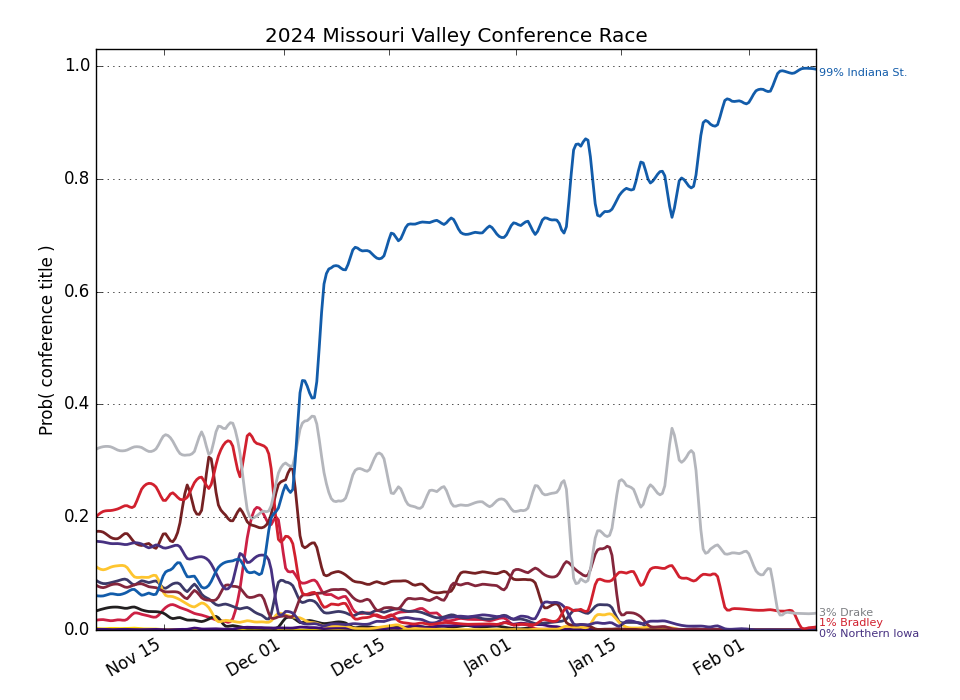 2024 Missouri Valley Conference Race
Prob( conference title )
1.0
0.8
0.6
0.4
0.2
0.0
Nov 15
Dec 01
Dec 15
Jan 01
Jan 15
Feb 01
99% Indiana St.
3% Drake
1% Bradley
0% Northern Iowa